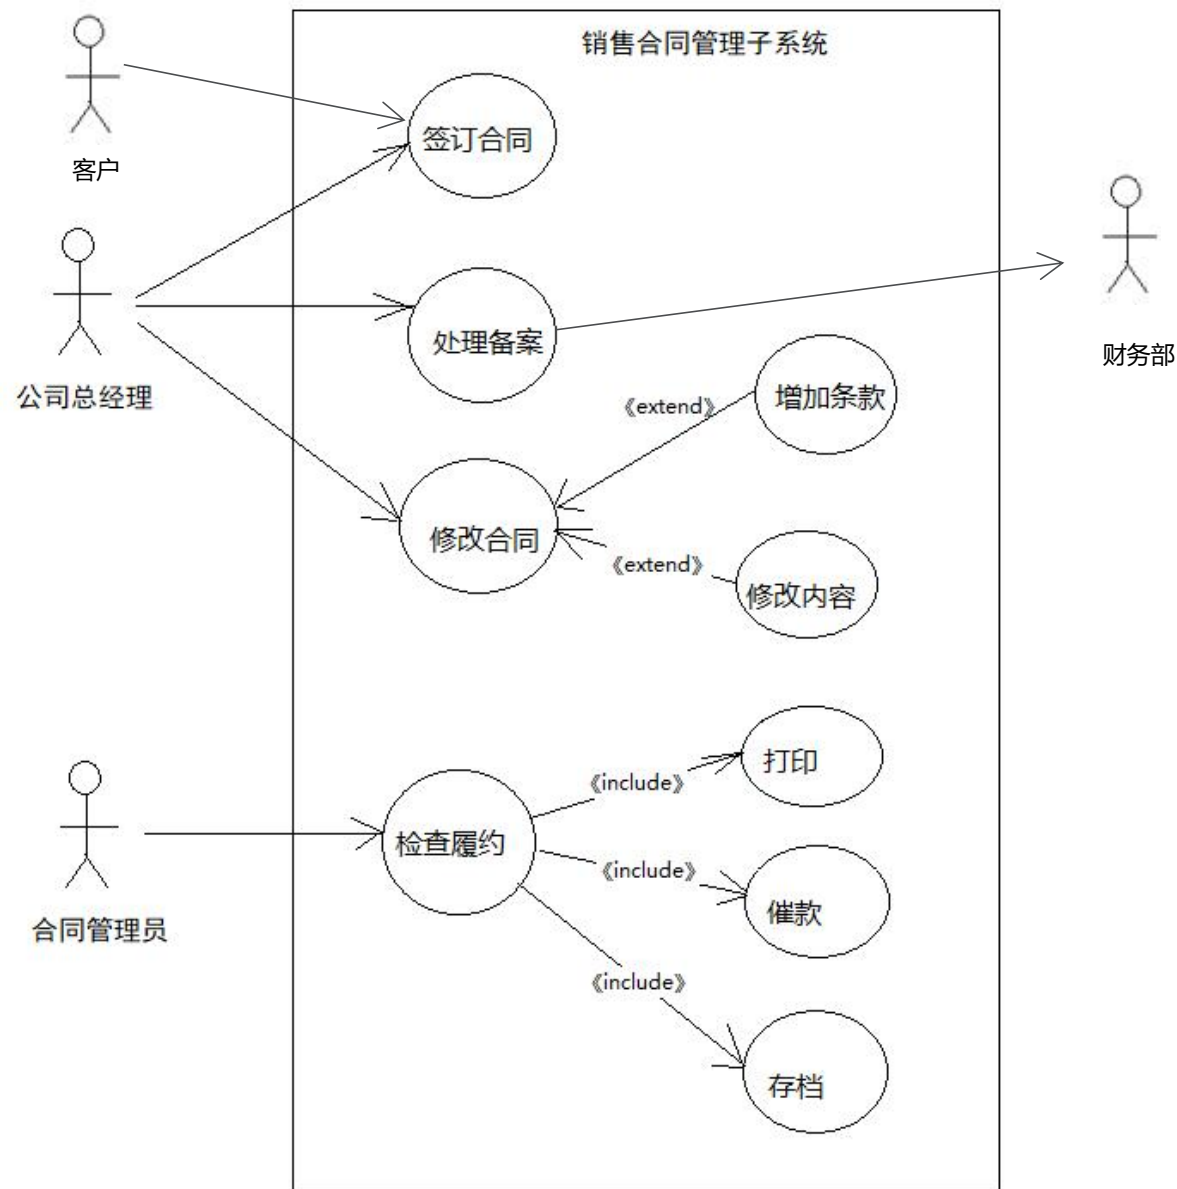 销售合同管理子系统
签订合同
客户
处理备案
财务部
公司总经理
增加条款
《extend》
修改合同
《extend》
修改内容
打印
《include》
检查履约
《include》
催款
合同管理员
《include》
存档